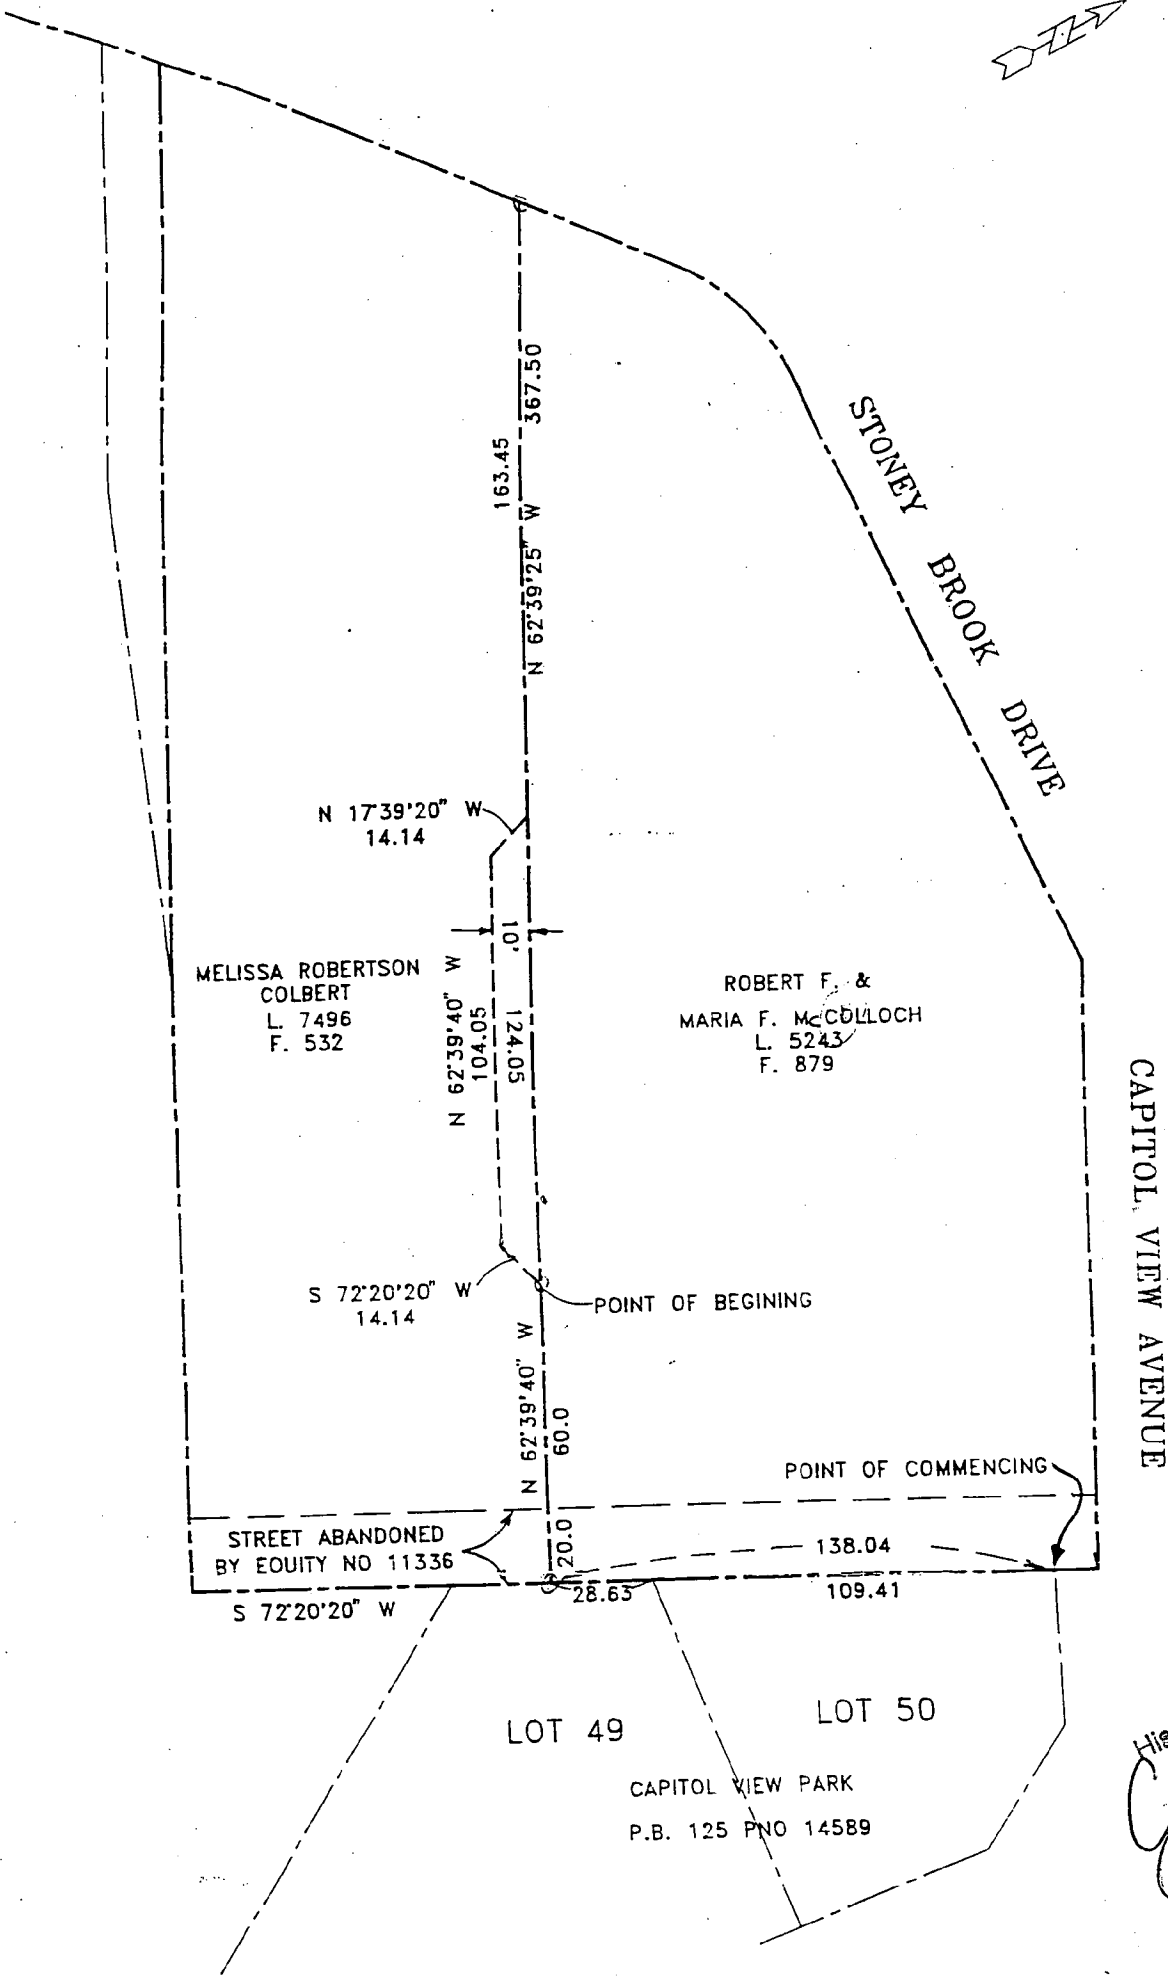 367.50
163.45
N 62°39'25" W
STONEY BROOK DRIVE
N 17°39'20" W
14.14
10'
MELISSA ROBERTSON
COLBERT
L. 7496
F. 532
N 62°39'40" W
104.05
124.05
ROBERT F. &
MARIA F. McCOLLOCH
L. 5243
F. 879
CAPITOL VIEW AVENUE
S 72°20'20" W
14.14
POINT OF BEGINING
N 62°39'40" W
60.0
POINT OF COMMENCING
STREET ABANDONED
BY EQUITY NO 11336
20.0
138.04
28.63
109.41
S 72°20'20" W
LOT 49
LOT 50
CAPITOL VIEW PARK
P.B. 125 PNO 14589